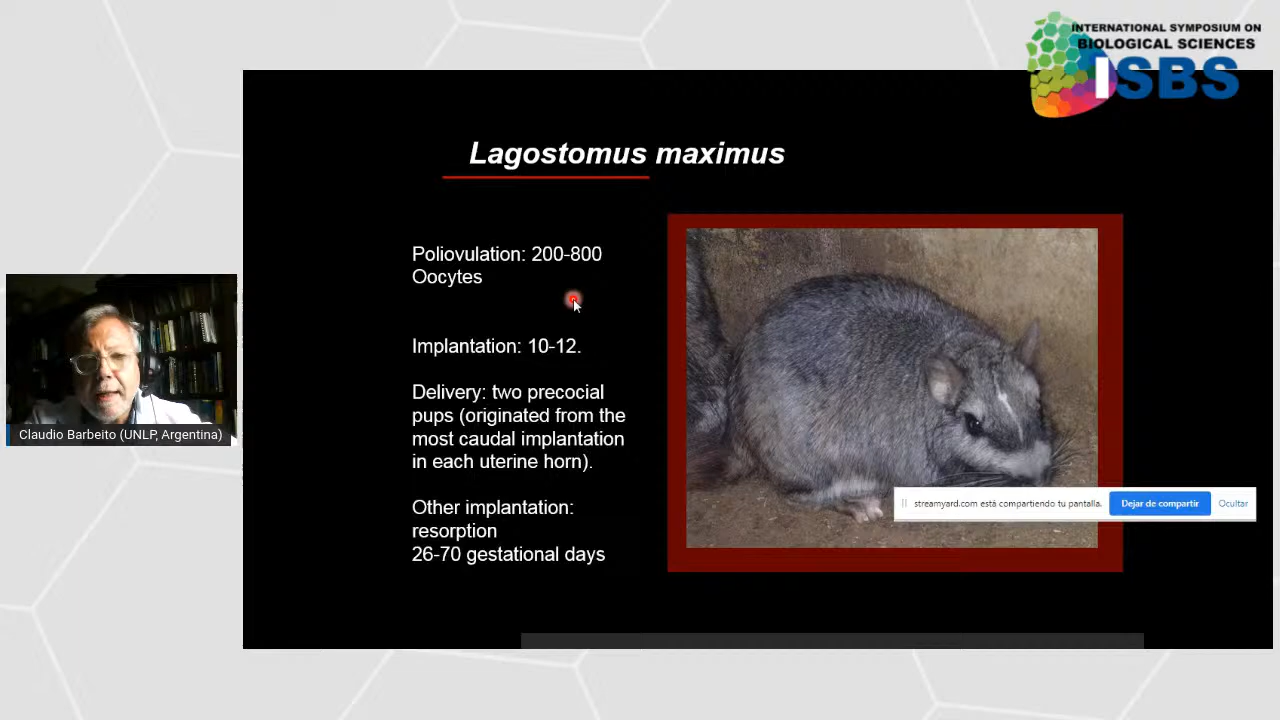 INTERNATIONAL SYMPOSIUM ON
BIOLOGICAL SCIENCES
ISBS
Lagostomus maximus
Poliovulation: 200-800
Oocytes
Implantation: 10-12.
Delivery: two precocial
pups (originated from the
most caudal implantation
in each uterine horn).
Other implantation:
resorption
26-70 gestational days
Claudio Barbeito (UNLP, Argentina)
streamyard.com está compartiendo tu pantalla.
Dejar de compartir
Ocultar